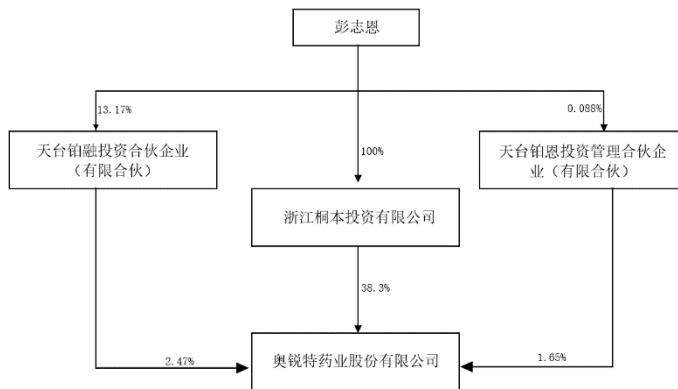 彭志恩
13.17%
0.088%
天台铂融投资合伙企业
（有限合伙）
天台铂恩投资管理合伙企
业（有限合伙）
100%
浙江桐本投资有限公司
38.3%
2.47%
奥锐特药业股份有限公司
1.65%